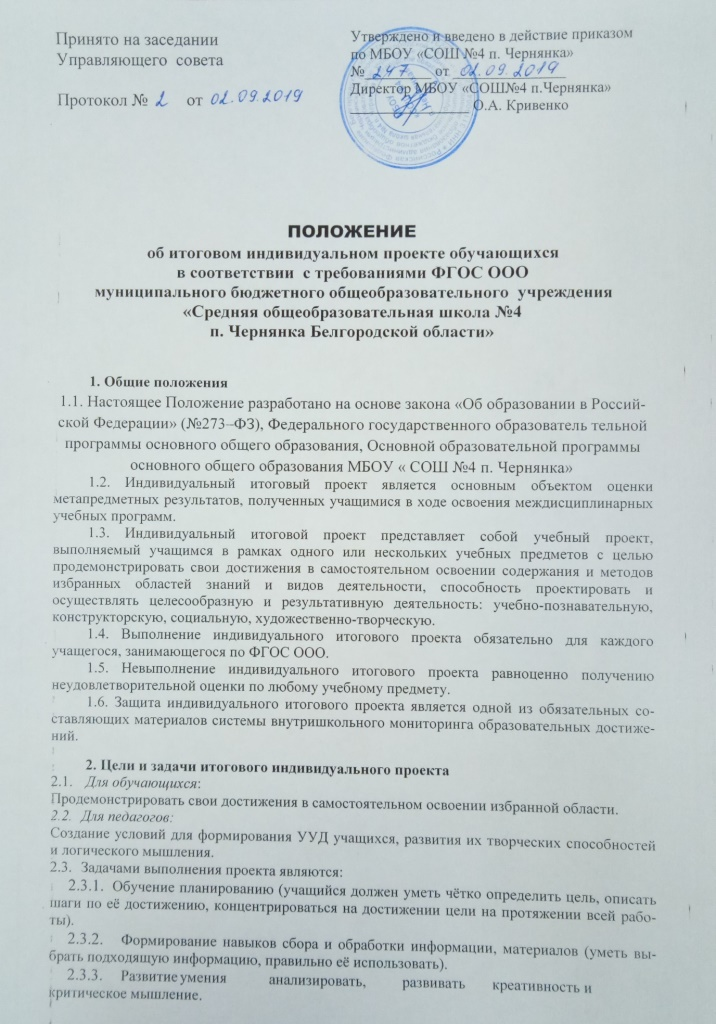 Принято на заседании
Управляющего совета
Протокол № 2 от 02.09.2019
Утверждено и введено в действие приказом
по МБОУ «СОШ №4 п. Чернянка»
№ 247 от 02.09.2019
Директор МБОУ «СОШ№4 п.Чернянка»
О.А. Кривенко
ПОЛОЖЕНИЕ
об итоговом индивидуальном проекте обучающихся
в соответствии с требованиями ФГОС ООО
муниципального бюджетного общеобразовательного учреждения
«Средняя общеобразовательная школа №4
п. Чернянка Белгородской области»
1. Общие положения
1.1. Настоящее Положение разработано на основе закона «Об образовании в Россий-
ской Федерации» (№273–ФЗ), Федерального государственного образователь тельной
программы основного общего образования, Основной образовательной программы
основного общего образования МБОУ « СОШ №4 п. Чернянка»
1.2. Индивидуальный итоговый проект является основным объектом оценки
метапредметных результатов, полученных учащимися в ходе освоения междисциплинарных
учебных программ.
1.3. Индивидуальный итоговой проект представляет собой учебный проект,
выполняемый учащимся в рамках одного или нескольких учебных предметов с целью
продемонстрировать свои достижения в самостоятельном освоении содержания и методов
избранных областей знаний и видов деятельности, способность проектировать и
осуществлять целесообразную и результативную деятельность: учебно-познавательную,
конструкторскую, социальную, художественно-творческую.
1.4. Выполнение индивидуального итогового проекта обязательно для каждого
учащегося, занимающегося по ФГОС ООО.
1.5. Невыполнение индивидуального итогового проекта равноценно получению
неудовлетворительной оценки по любому учебному предмету.
1.6. Защита индивидуального итогового проекта является одной из обязательных со-
ставляющих материалов системы внутришкольного мониторинга образовательных достиже-
ний.
2. Цели и задачи итогового индивидуального проекта
2.1. Для обучающихся:
Продемонстрировать свои достижения в самостоятельном освоении избранной области.
2.2. Для педагогов:
Создание условий для формирования УУД учащихся, развития их творческих способностей
и логического мышления.
2.3. Задачами выполнения проекта являются:
2.3.1. Обучение планированию (учащийся должен уметь чётко определить цель, описать
шаги по её достижению, концентрироваться на достижении цели на протяжении всей рабо-
ты).
2.3.2. Формирование навыков сбора и обработки информации, материалов (уметь вы-
брать подходящую информацию, правильно её использовать).
2.3.3. Развитие умения анализировать, развивать креативность и
критическое мышление.